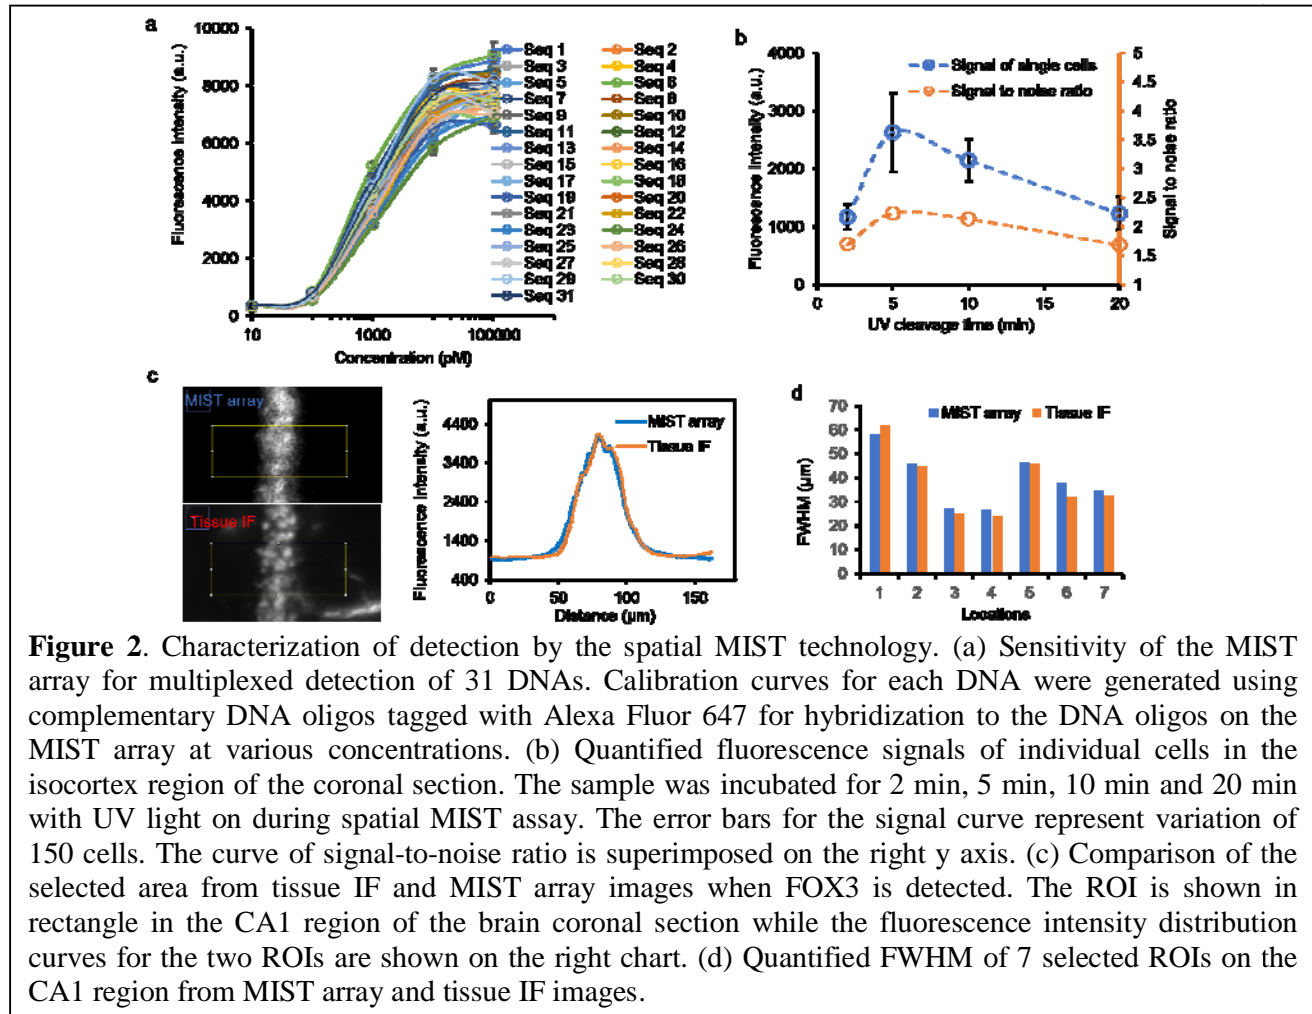 a
10000
8000
6000
4000
2000
0
10
1000
100000
Fluorescence intensity (a.u.)
Concentration (pM)
Seq 1 Seq 2
Seq 3 Seq 4
Seq 5 Seq 6
Seq 7 Seq 8
Seq 9 Seq 10
Seq 11 Seq 12
Seq 13 Seq 14
Seq 15 Seq 16
Seq 17 Seq 18
Seq 19 Seq 20
Seq 21 Seq 22
Seq 23 Seq 24
Seq 25 Seq 26
Seq 27 Seq 28
Seq 29 Seq 30
Seq 31
b
4000
3000
2000
1000
0
Fluorescence intensity (a.u.)
Signal of single cells
Signal to noise ratio
5
4.5
4
3.5
3
2.5
2
1.5
1
Signal to noise ratio
0 5 10 15 20
UV cleavage time (min)
c
MIST array
Tissue IF
Fluorescence intensity (a.u.)
4400
3400
2400
1400
400
MIST array
Tissue IF
0 50 100 150
Distance (μm)
d
70
60
50
40
30
20
10
0
FWHM (μm)
MIST array Tissue IF
1 2 3 4 5 6 7
Locations
Figure 2. Characterization of detection by the spatial MIST technology. (a) Sensitivity of the MIST
array for multiplexed detection of 31 DNAs. Calibration curves for each DNA were generated using
complementary DNA oligos tagged with Alexa Fluor 647 for hybridization to the DNA oligos on the
MIST array at various concentrations. (b) Quantified fluorescence signals of individual cells in the
isocortex region of the coronal section. The sample was incubated for 2 min, 5 min, 10 min and 20 min
with UV light on during spatial MIST assay. The error bars for the signal curve represent variation of
150 cells. The curve of signal-to-noise ratio is superimposed on the right y axis. (c) Comparison of the
selected area from tissue IF and MIST array images when FOX3 is detected. The ROI is shown in
rectangle in the CA1 region of the brain coronal section while the fluorescence intensity distribution
curves for the two ROIs are shown on the right chart. (d) Quantified FWHM of 7 selected ROIs on the
CA1 region from MIST array and tissue IF images.